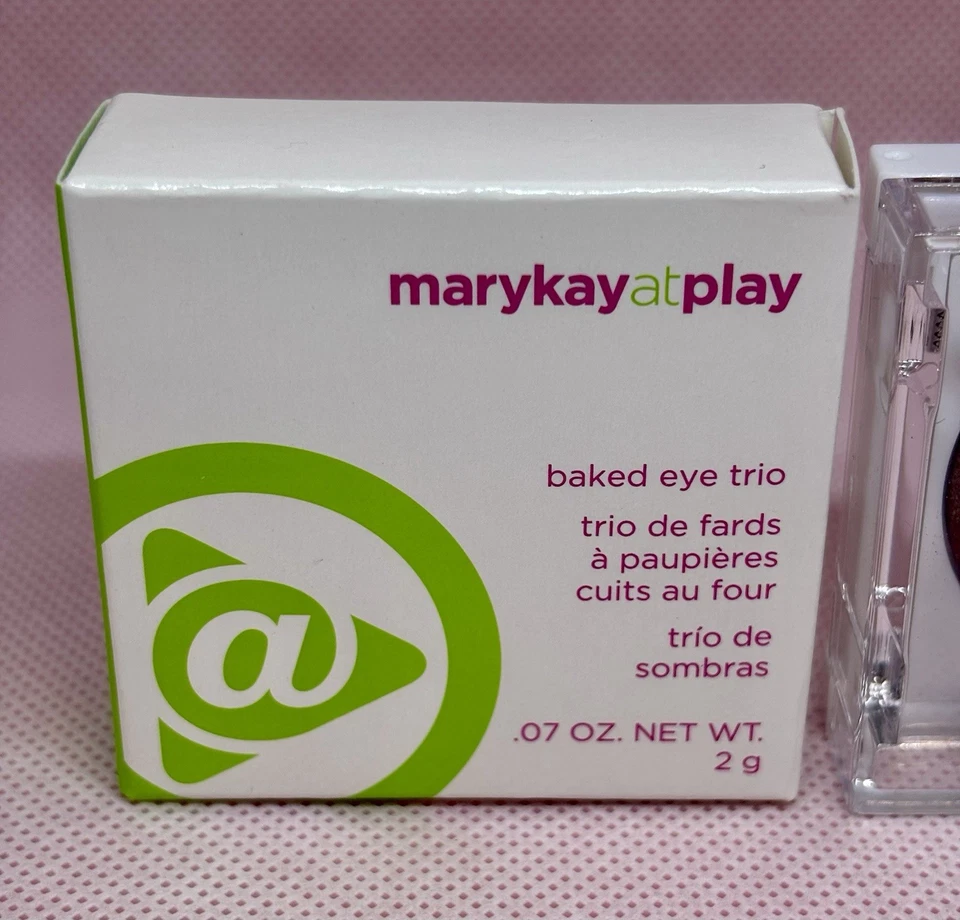 marykayatplay
baked eye trio
trio de fards
à paupières
cuits au four
trío de
sombras
@
.07 OZ. NET WT.
2 g